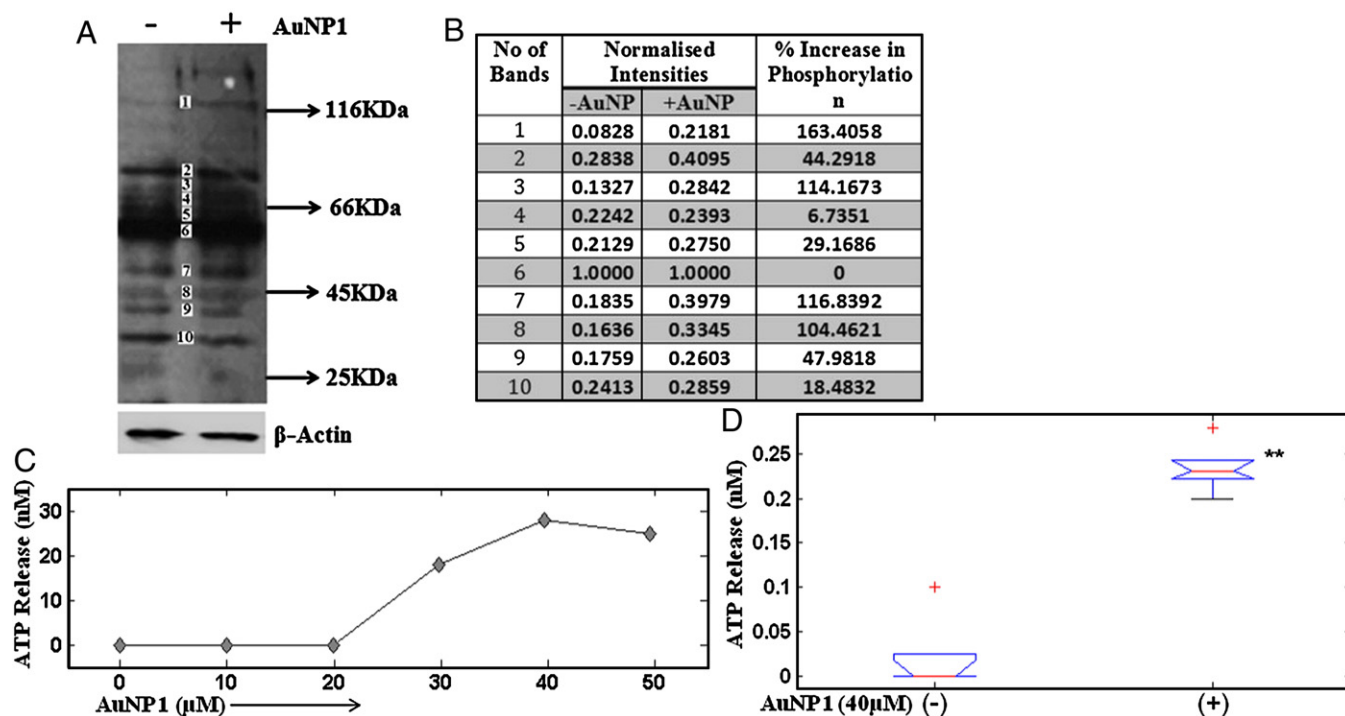 A
- + AuNP1
1
2
3
4
5
6
7
8
9
10
116KDa
66KDa
45KDa
25KDa
β-Actin
B
No of Bands
Normalised Intensities
% Increase in Phosphorylatio
n
-AuNP +AuNP
1 0.0828 0.2181 163.4058
2 0.2838 0.4095 44.2918
3 0.1327 0.2842 114.1673
4 0.2242 0.2393 6.7351
5 0.2129 0.2750 29.1686
6 1.0000 1.0000 0
7 0.1835 0.3979 116.8392
8 0.1636 0.3345 104.4621
9 0.1759 0.2603 47.9818
10 0.2413 0.2859 18.4832
C
ATP Release (nM)
30
20
10
0
0 10 20 30 40 50
AuNP1 (µM)
D
ATP Release (nM)
0.25
0.2
0.15
0.1
0.05
0
**
AuNP1 (40µM) (-) (+)